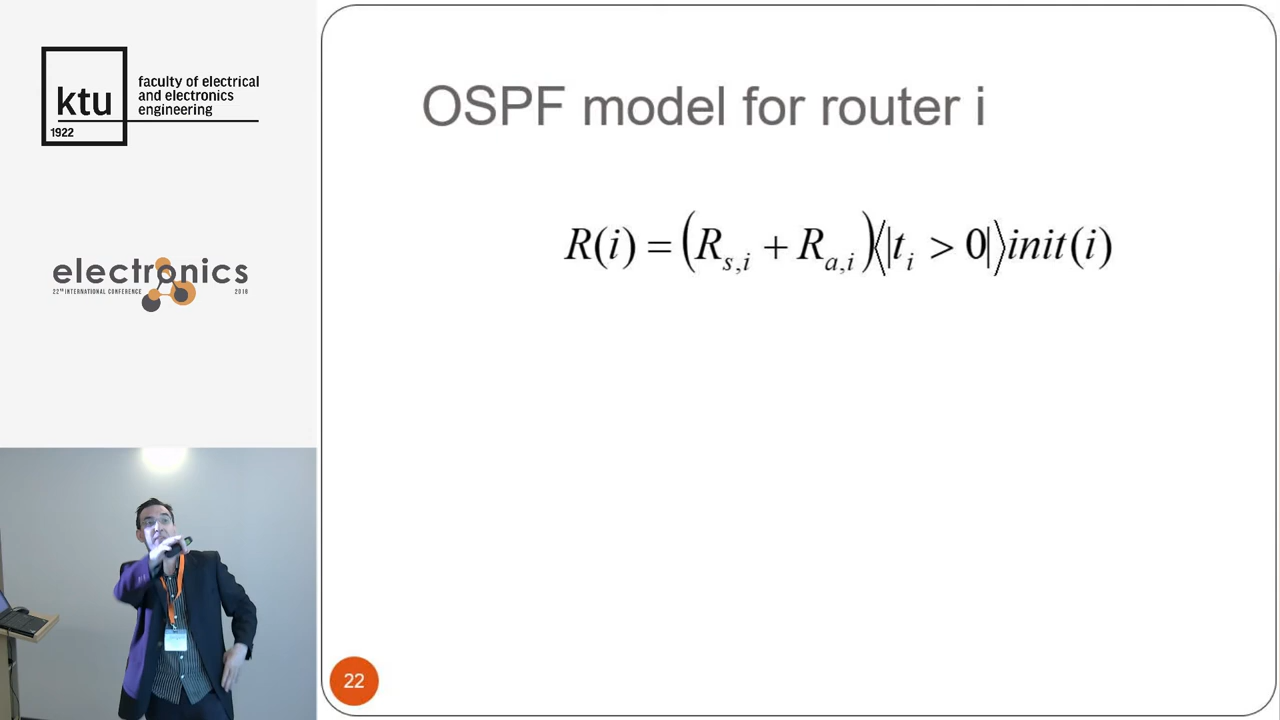 ktu
1922
faculty of electrical
and electronics
engineering
electronics
22ND INTERNATIONAL CONFERENCE 2018
OSPF model for router i
R(i) = (R_{s,i} + R_{a,i})⟨|t_i > 0|⟩init(i)
22